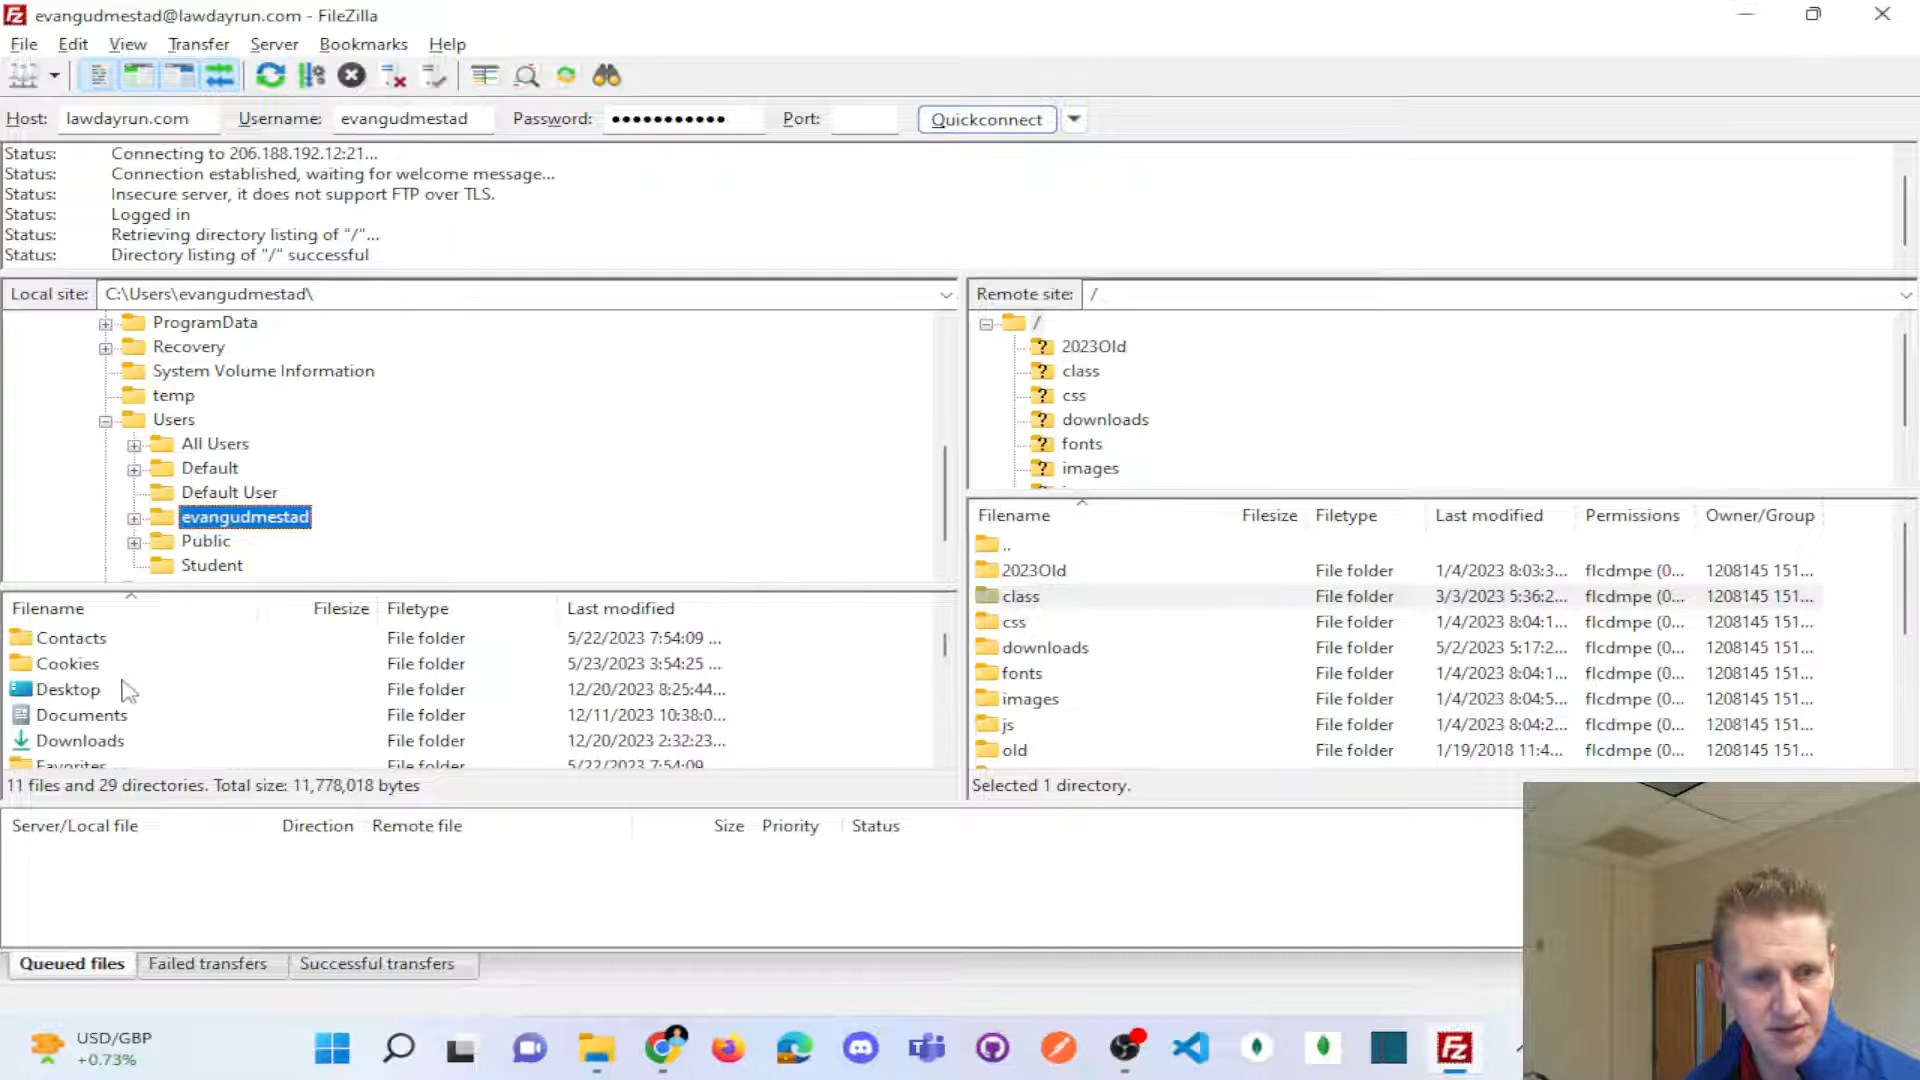 evangudmestad@lawdayrun.com - FileZilla
File Edit View Transfer Server Bookmarks Help
Host: lawdayrun.com Username: evangudmestad Password: ●●●●●●●●●●● Port: Quickconnect
Status: Connecting to 206.188.192.12:21...
Status: Connection established, waiting for welcome message...
Status: Insecure server, it does not support FTP over TLS.
Status: Logged in
Status: Retrieving directory listing of "/"...
Status: Directory listing of "/" successful
Local site: C:\Users\evangudmestad\
ProgramData
Recovery
System Volume Information
temp
Users
All Users
Default
Default User
evangudmestad
Public
Student
Filename Filesize Filetype Last modified
Contacts File folder 5/22/2023 7:54:09 ...
Cookies File folder 5/23/2023 3:54:25 ...
Desktop File folder 12/20/2023 8:25:44...
Documents File folder 12/11/2023 10:38:0...
Downloads File folder 12/20/2023 2:32:23...
Favorites File folder 5/22/2023 7:54:09
11 files and 29 directories. Total size: 11,778,018 bytes
Remote site: /
/
? 2023Old
? class
? css
? downloads
? fonts
? images
Filename Filesize Filetype Last modified Permissions Owner/Group
..
2023Old File folder 1/4/2023 8:03:3... flcdmpe (0... 1208145 151...
class File folder 3/3/2023 5:36:2... flcdmpe (0... 1208145 151...
css File folder 1/4/2023 8:04:1... flcdmpe (0... 1208145 151...
downloads File folder 5/2/2023 5:17:2... flcdmpe (0... 1208145 151...
fonts File folder 1/4/2023 8:04:1... flcdmpe (0... 1208145 151...
images File folder 1/4/2023 8:04:5... flcdmpe (0... 1208145 151...
js File folder 1/4/2023 8:04:2... flcdmpe (0... 1208145 151...
old File folder 1/19/2018 11:4... flcdmpe (0... 1208145 151...
Selected 1 directory.
Server/Local file Direction Remote file Size Priority Status
Queued files Failed transfers Successful transfers
USD/GBP
+0.73%